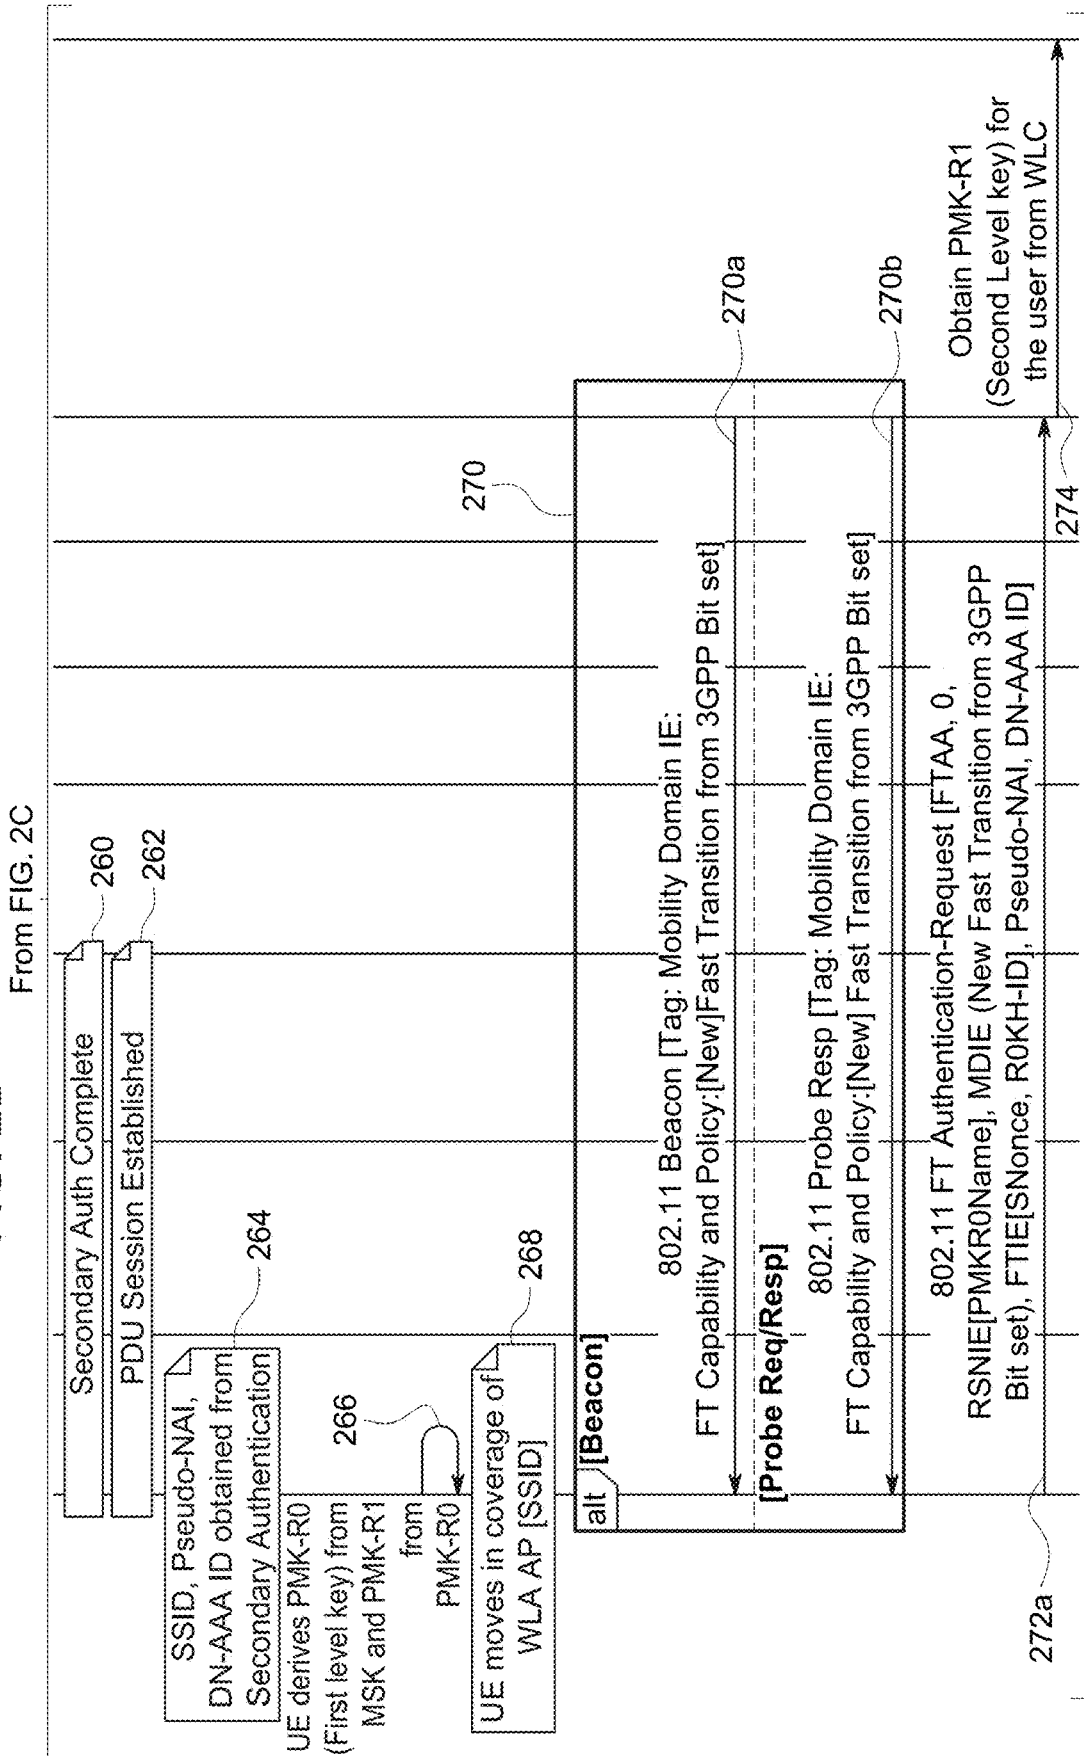 From FIG. 2C
Secondary Auth Complete
260
PDU Session Established
262
SSID, Pseudo-NAI,
DN-AAA ID obtained from
Secondary Authentication
264
UE derives PMK-R0
(First level key) from
MSK and PMK-R1
from
PMK-R0
266
UE moves in coverage of
WLA AP [SSID]
268
270
alt
[Beacon]
802.11 Beacon [Tag: Mobility Domain IE:
FT Capability and Policy:[New]Fast Transition from 3GPP Bit set]
270a
[Probe Req/Resp]
802.11 Probe Resp [Tag: Mobility Domain IE:
FT Capability and Policy:[New] Fast Transition from 3GPP Bit set]
270b
802.11 FT Authentication-Request [FTAA, 0,
RSNIE[PMKR0Name], MDIE (New Fast Transition from 3GPP
Bit set), FTIE[SNonce, R0KH-ID], Pseudo-NAI, DN-AAA ID]
272a
Obtain PMK-R1
(Second Level key) for
the user from WLC
274